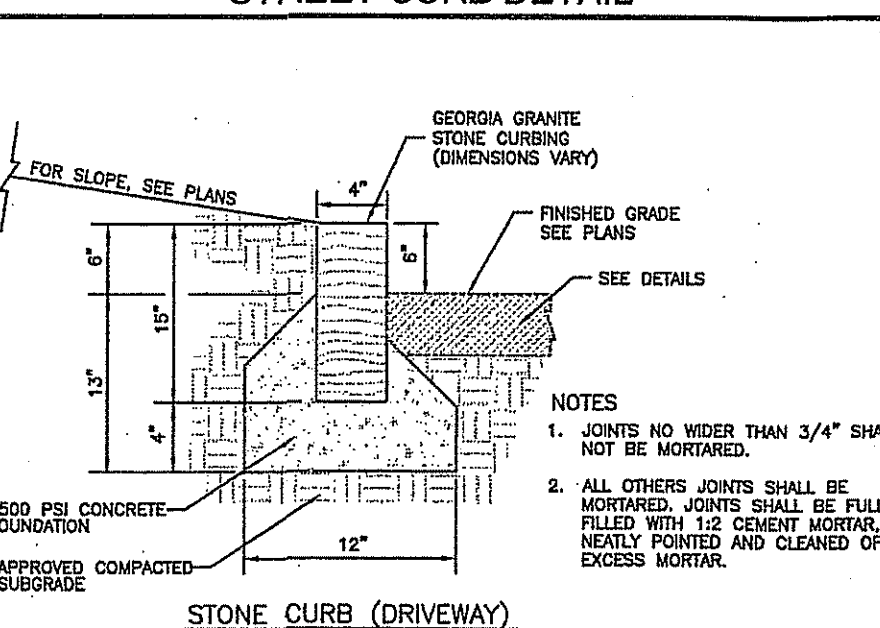 GEORGIA GRANITE
STONE CURBING
(DIMENSIONS VARY)
FOR SLOPE, SEE PLANS
4"
FINISHED GRADE
SEE PLANS
6"
6"
SEE DETAILS
15"
13"
4"
NOTES
1. JOINTS NO WIDER THAN 3/4"
NOT BE MORTARED.
2. ALL OTHERS JOINTS SHALL BE
MORTARED. JOINTS SHALL BE
FILLED WITH 1:2 CEMENT MORTAR,
NEATLY POINTED AND CLEANED OF
EXCESS MORTAR.
500 PSI CONCRETE
12"
APPROVED COMPACTED
SUBGRADE
STONE CURB (DRIVEWAY)